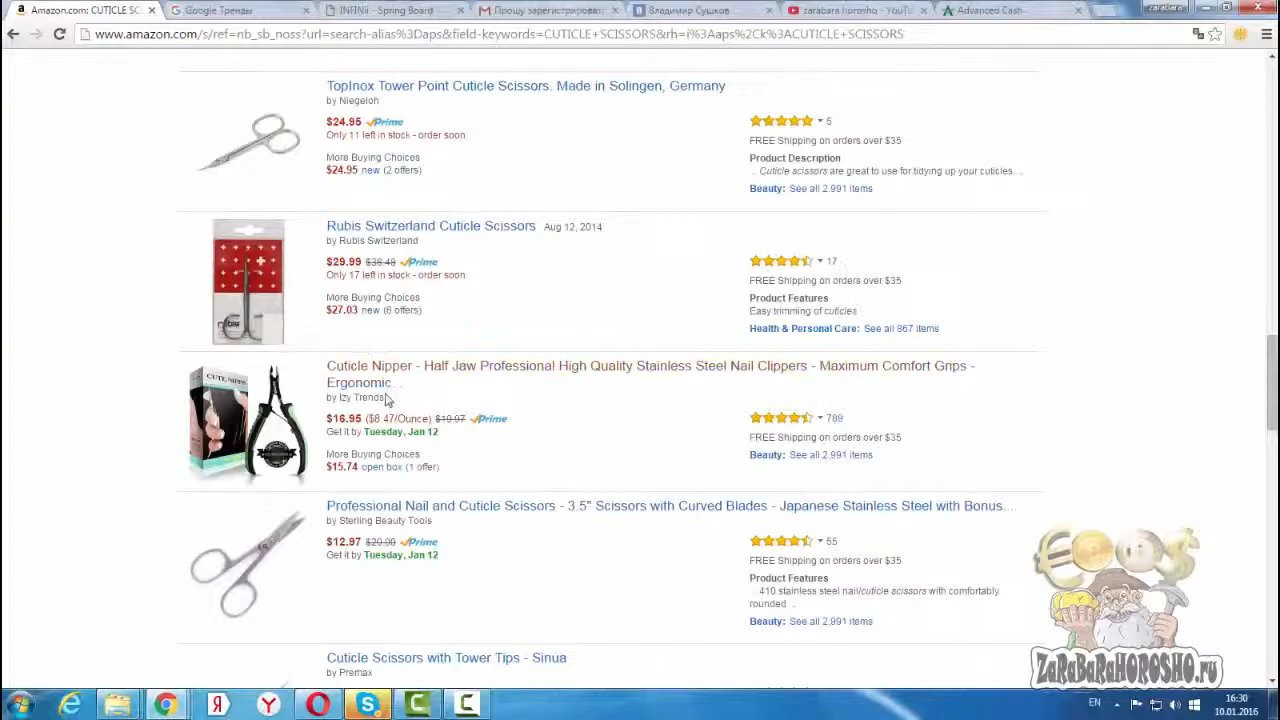 Amazon.com: CUTICLE SC
Google Тренды
INFINii - Spring Board
Прошу зарегистрироват
Владимир Сушков
zarabara horosho - YouTu
Advanced Cash
zarabara
www.amazon.com/s/ref=nb_sb_noss?url=search-alias%3Daps&field-keywords=CUTICLE+SCISSORS&rh=i%3Aaps%2Ck%3ACUTICLE+SCISSORS
TopInox Tower Point Cuticle Scissors. Made in Solingen, Germany
by Niegeloh
$24.95 Prime
Only 11 left in stock - order soon.
More Buying Choices
$24.95 new (2 offers)
5
FREE Shipping on orders over $35
Product Description
... Cuticle scissors are great to use for tidying up your cuticles. ...
Beauty: See all 2,991 items
Rubis Switzerland Cuticle Scissors Aug 12, 2014
by Rubis Switzerland
$29.99 $38.48 Prime
Only 17 left in stock - order soon.
More Buying Choices
$27.03 new (6 offers)
17
FREE Shipping on orders over $35
Product Features
Easy trimming of cuticles
Health & Personal Care: See all 867 items
rubis
Cuticle Nipper - Half Jaw Professional High Quality Stainless Steel Nail Clippers - Maximum Comfort Grips -
Ergonomic...
by Izy Trends
$16.95 ($8.47/Ounce) $19.97 Prime
Get it by Tuesday, Jan 12
More Buying Choices
$15.74 open box (1 offer)
789
FREE Shipping on orders over $35
Beauty: See all 2,991 items
CUTE NIPPS
Professional Nail and Cuticle Scissors - 3.5" Scissors with Curved Blades - Japanese Stainless Steel with Bonus....
by Sterling Beauty Tools
$12.97 $20.00 Prime
Get it by Tuesday, Jan 12
55
FREE Shipping on orders over $35
Product Features
... 410 stainless steel nail/cuticle scissors with comfortably
rounded ...
Beauty: See all 2,991 items
Cuticle Scissors with Tower Tips - Sinua
by Premax
ZaRaBaRaHOROSHO.ru
EN
16:30
10.01.2016